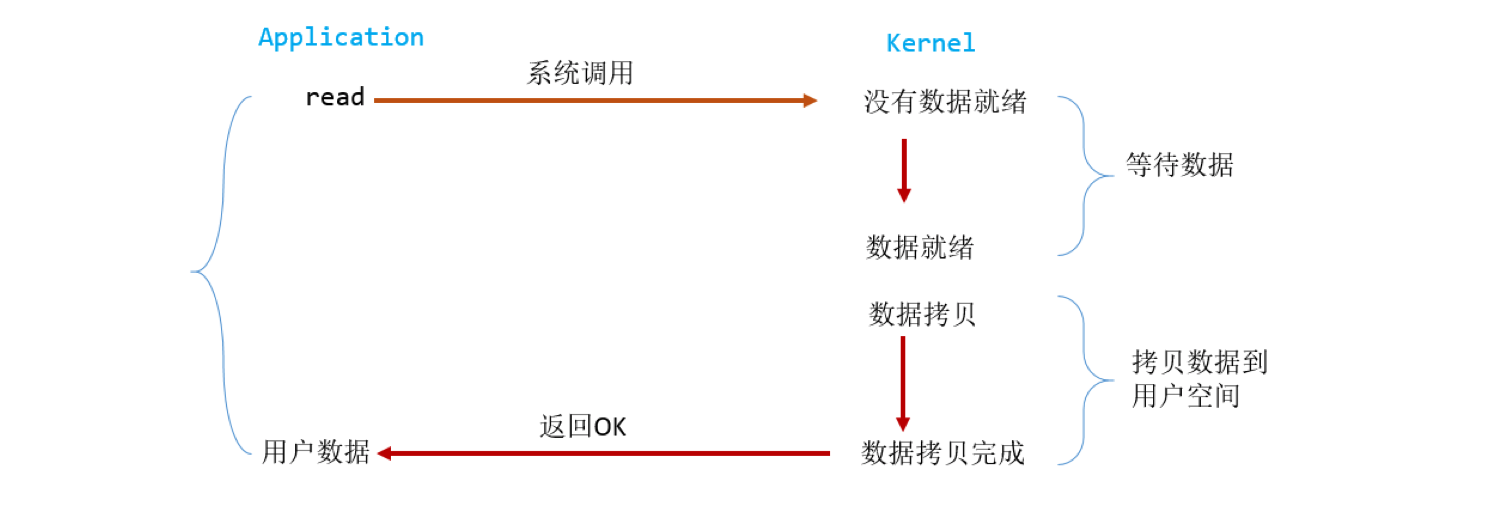 Application
Kernel
系统调用
read
没有数据就绪
等待数据
数据就绪
数据拷贝
拷贝数据到
用户空间
返回OK
用户数据
数据拷贝完成